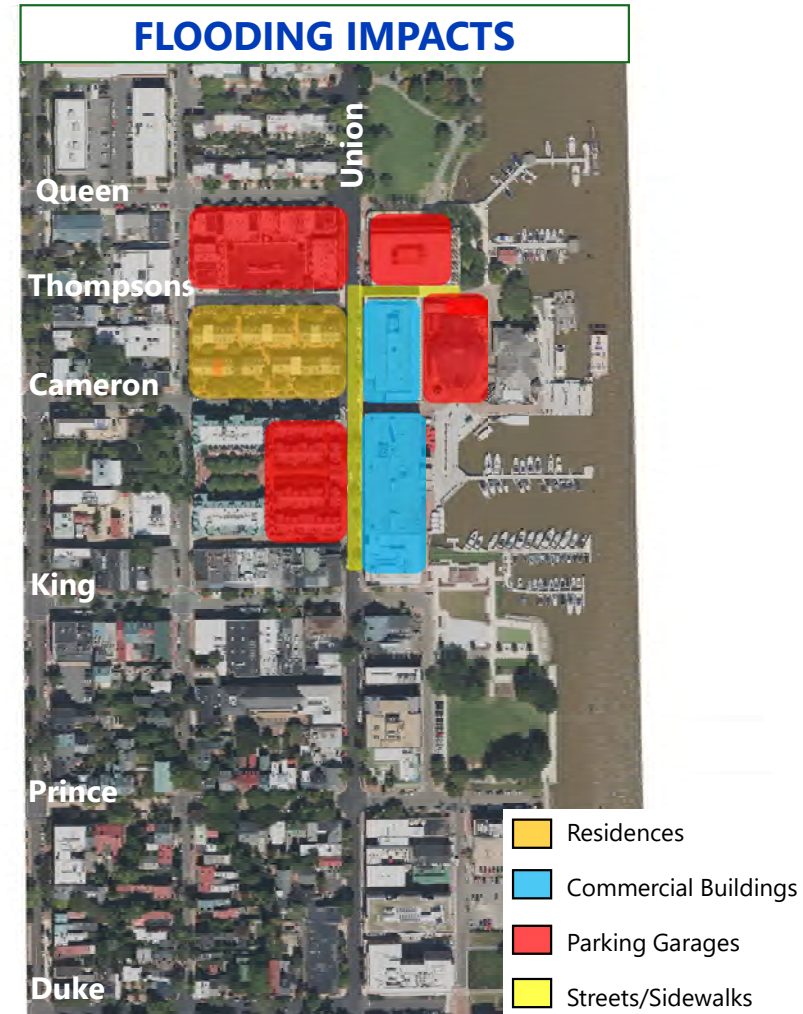 FLOODING IMPACTS
Union
Queen
Thompsons
Cameron
King
Prince
Duke
Residences
Commercial Buildings
Parking Garages
Streets/Sidewalks